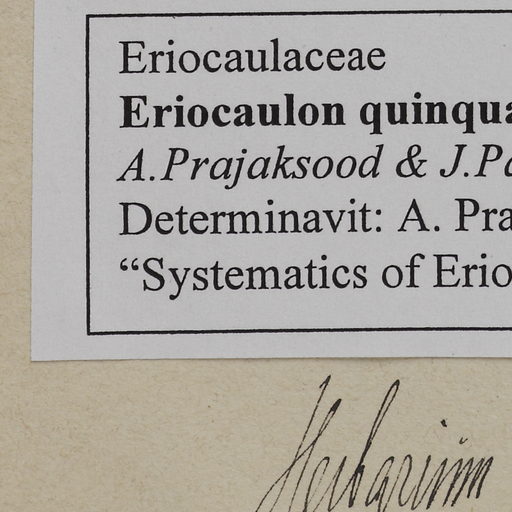 Eriocaulaceae
Eriocaulon quinqua
A.Prajaksood & J.Pa
Determinavit: A. Pra
“Systematics of Erio
Herbarium